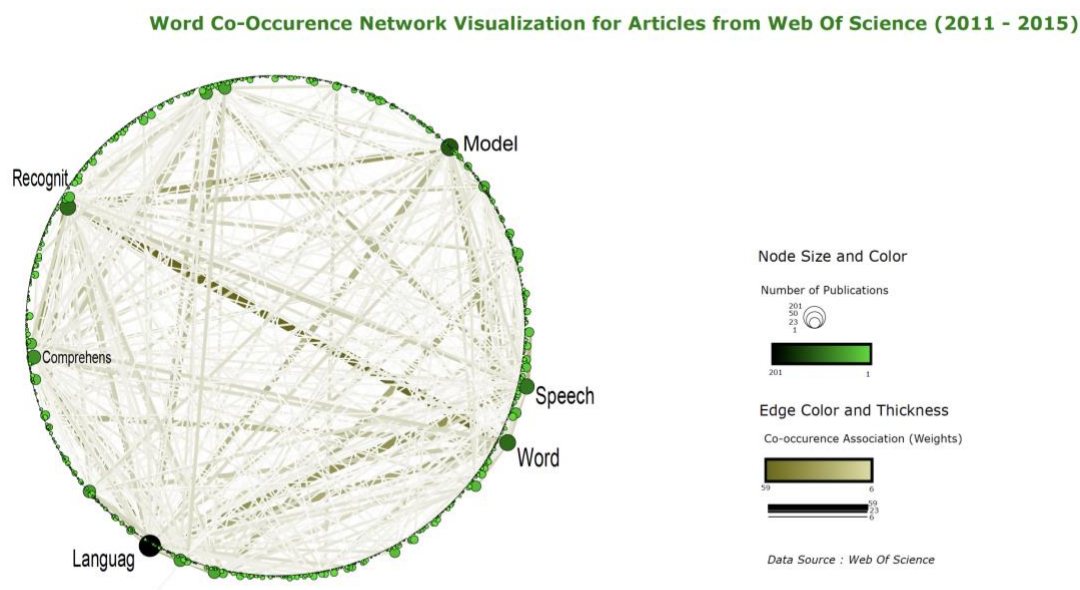 Word Co-Occurence Network Visualization for Articles from Web Of Science (2011 - 2015)
Model
Recognit
Comprehens
Speech
Word
Languag
Node Size and Color
Number of Publications
201
50
23
1
201 1
Edge Color and Thickness
Co-occurence Association (Weights)
59 6
59
23
6
Data Source : Web Of Science